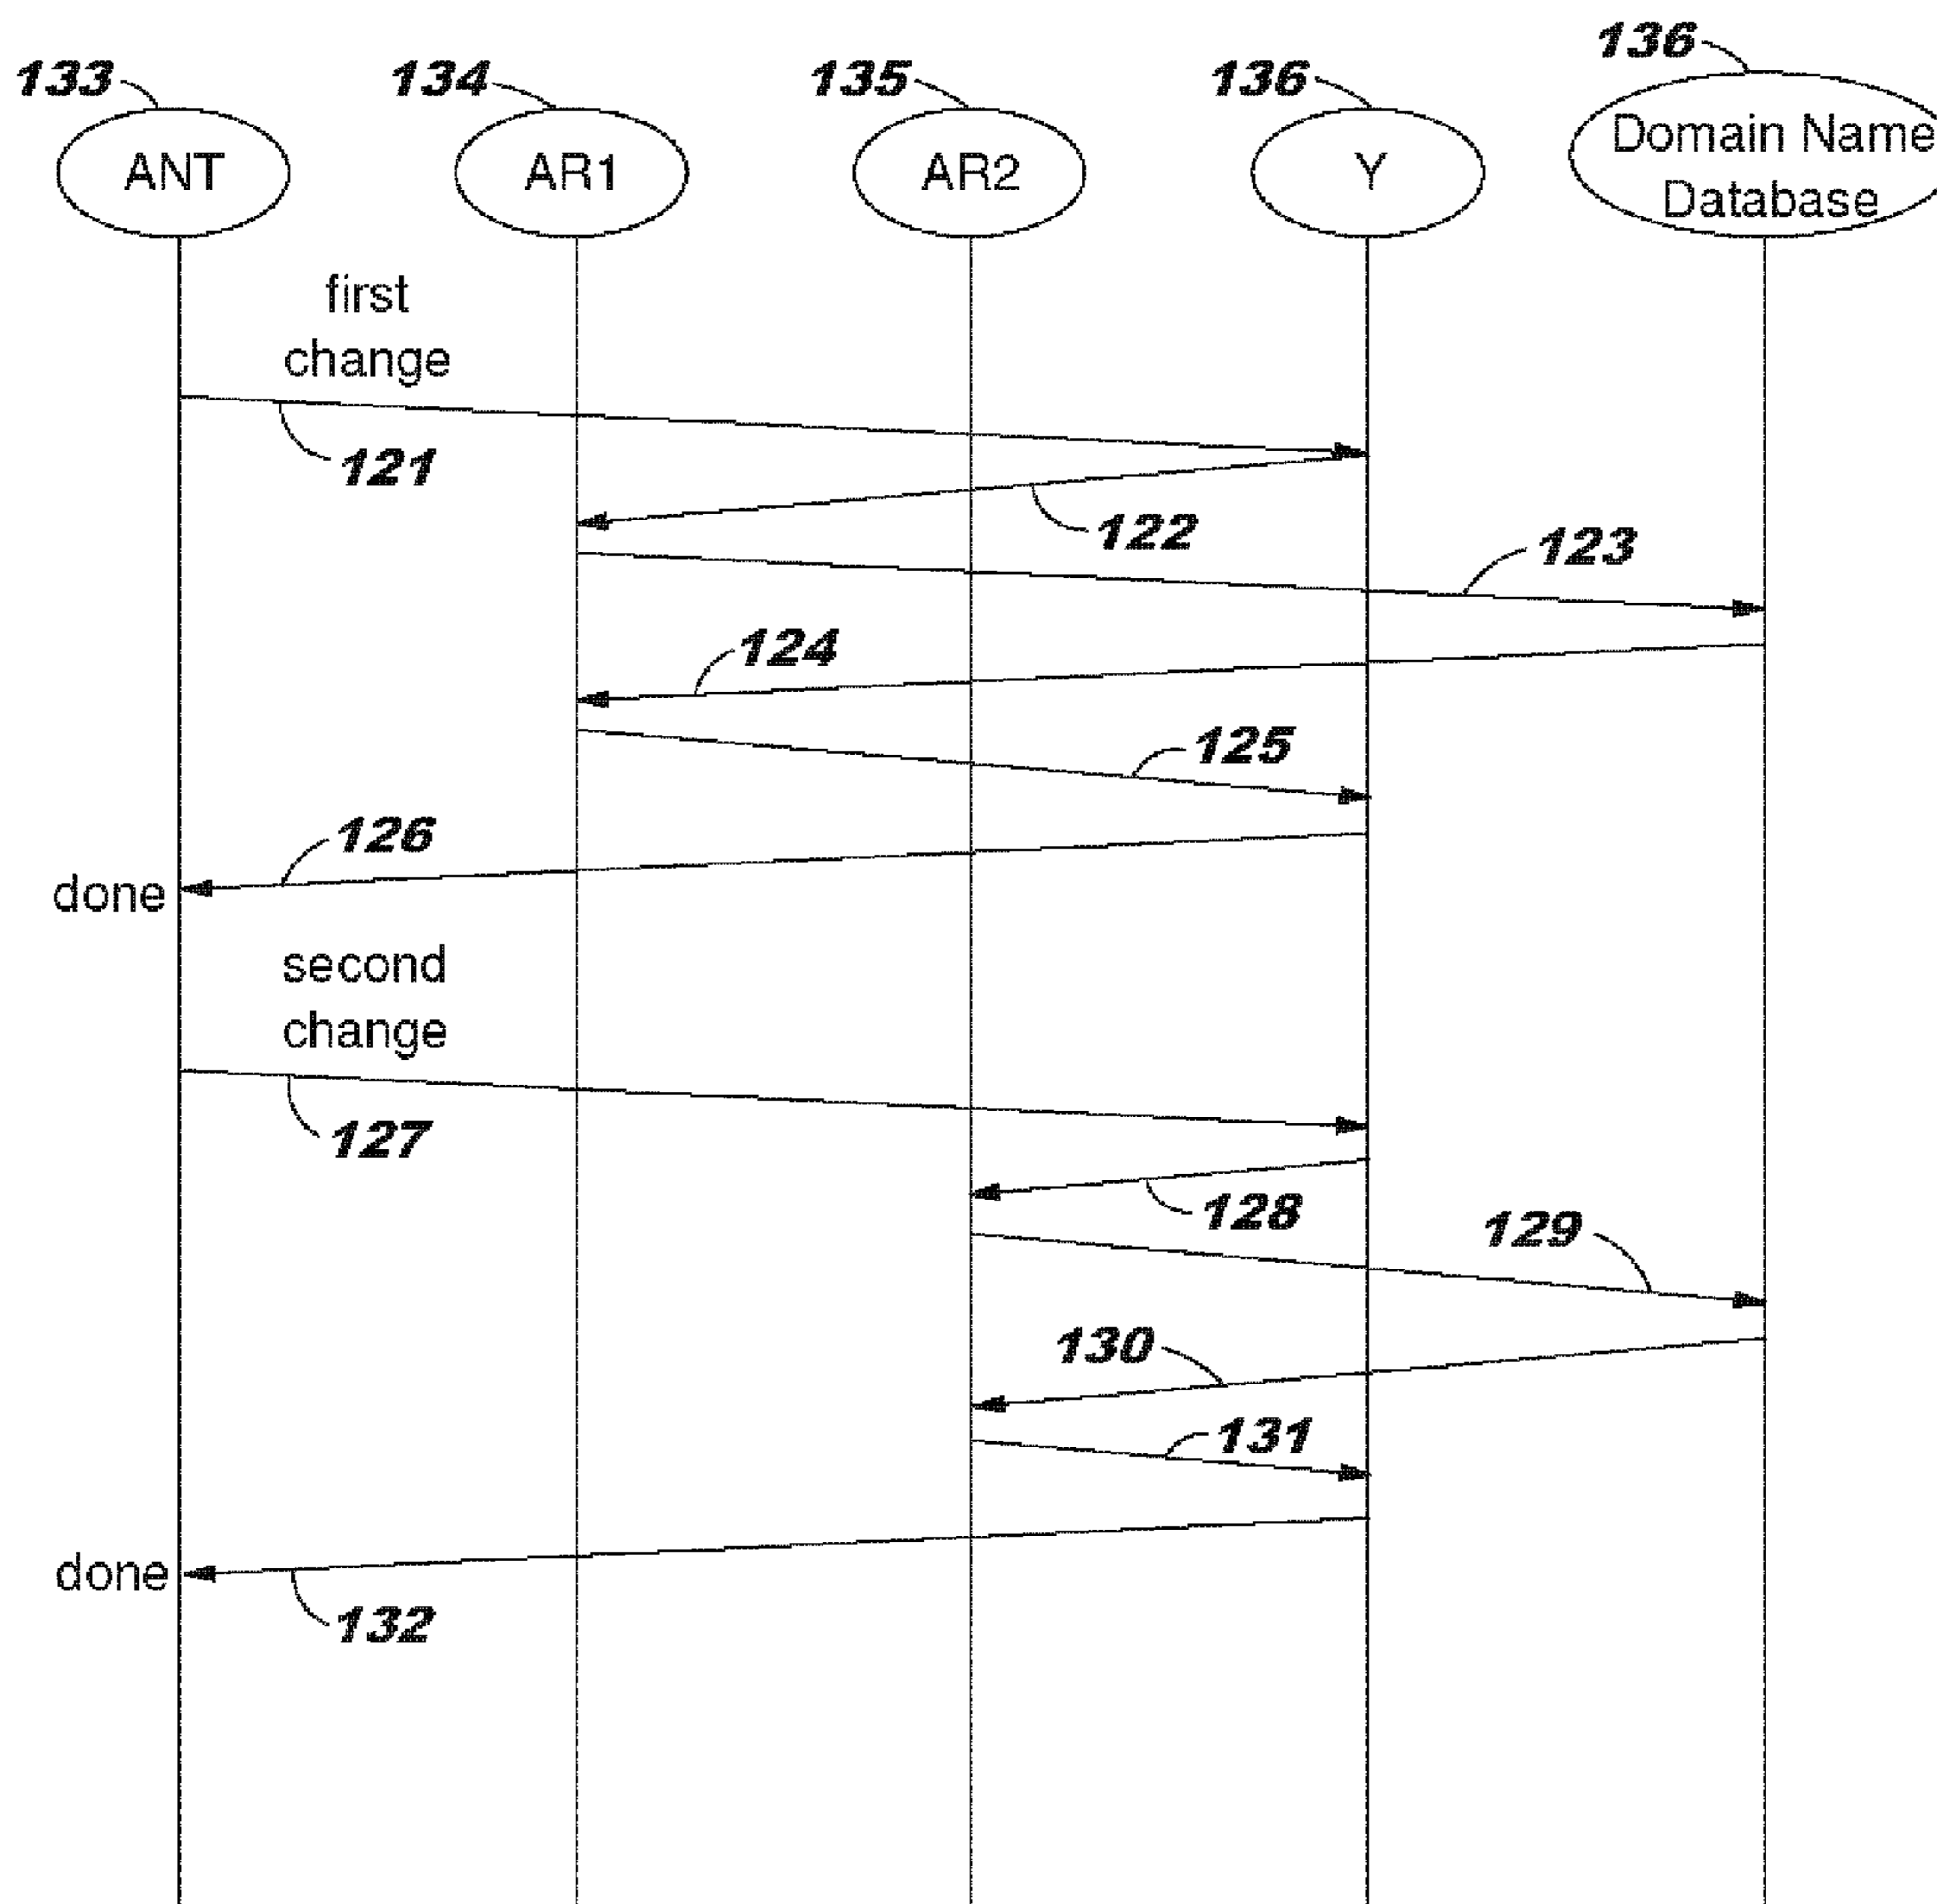 133
134
135
136
136
ANT
AR1
AR2
Y
Domain Name
Database
first
change
121
122
123
124
125
126
done
second
change
127
128
129
130
131
done
132